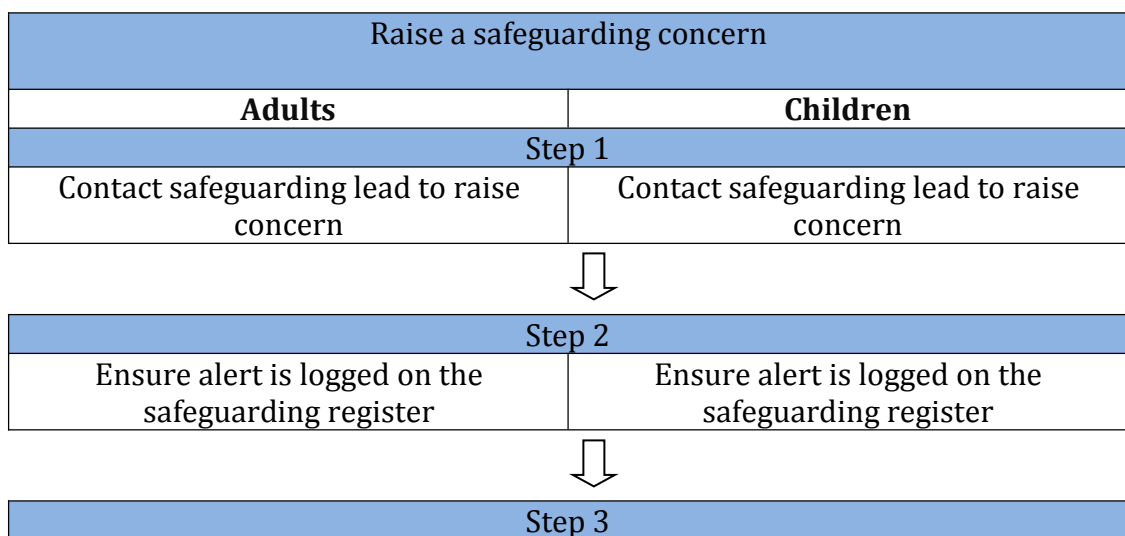 Raise a safeguarding concern
Adults
Children
Step 1
Contact safeguarding lead to raise
concern
Contact safeguarding lead to raise
concern
Step 2
Ensure alert is logged on the
safeguarding register
Ensure alert is logged on the
safeguarding register
Step 3